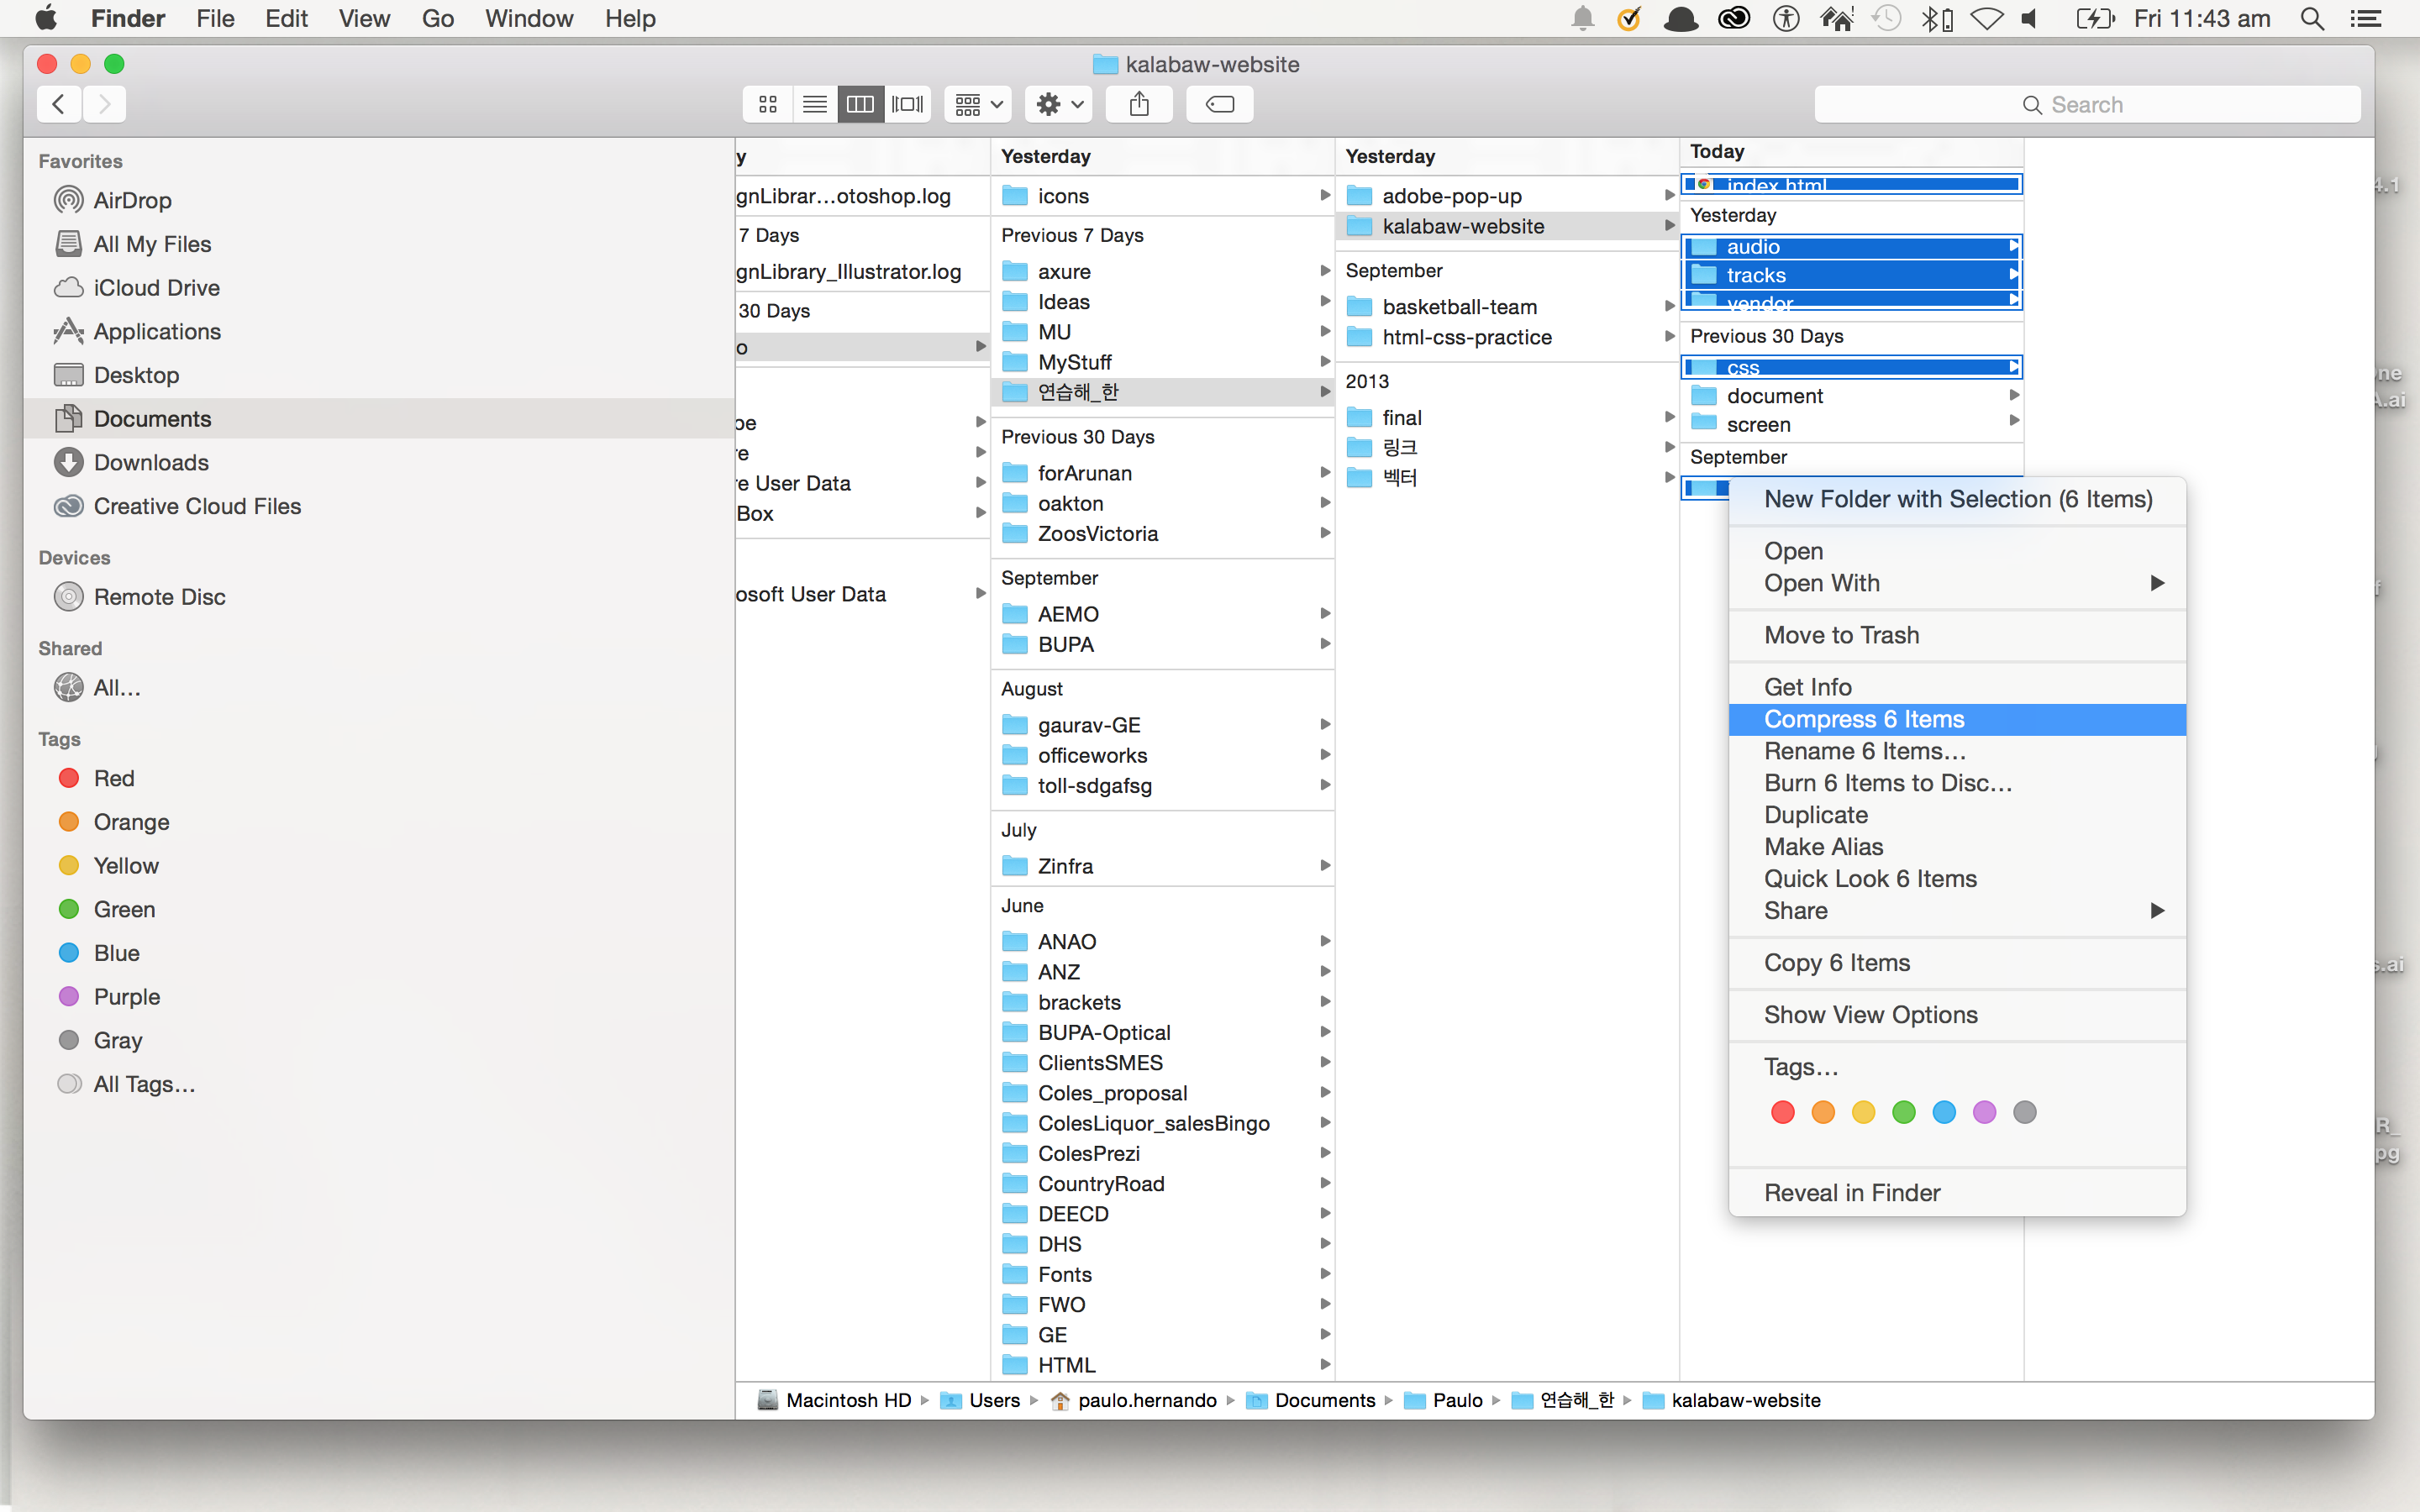 Finder File Edit View Go Window Help Fri 11:43 am
kalabaw-website
Search
Favorites
AirDrop
All My Files
iCloud Drive
Applications
Desktop
Documents
Downloads
Creative Cloud Files
Devices
Remote Disc
Shared
All...
Tags
Red
Orange
Yellow
Green
Blue
Purple
Gray
All Tags...
y
gnLibrar...otoshop.log
7 Days
gnLibrary_Illustrator.log
30 Days
o
e User Data
Box
osoft User Data
Yesterday
icons
Previous 7 Days
axure
Ideas
MU
MyStuff
연습해_한
Previous 30 Days
forArunan
oakton
ZoosVictoria
September
AEMO
BUPA
August
gaurav-GE
officeworks
toll-sdgafsg
July
Zinfra
June
ANAO
ANZ
brackets
BUPA-Optical
ClientsSMES
Coles_proposal
ColesLiquor_salesBingo
ColesPrezi
CountryRoad
DEECD
DHS
Fonts
FWO
GE
HTML
Yesterday
adobe-pop-up
kalabaw-website
September
basketball-team
html-css-practice
2013
final
링크
벡터
Today
index.html
Yesterday
audio
tracks
vendor
Previous 30 Days
css
document
screen
September
New Folder with Selection (6 Items)
Open
Open With
Move to Trash
Get Info
Compress 6 Items
Rename 6 Items...
Burn 6 Items to Disc...
Duplicate
Make Alias
Quick Look 6 Items
Share
Copy 6 Items
Show View Options
Tags...
Reveal in Finder
Macintosh HD Users paulo.hernando Documents Paulo 연습해_한 kalabaw-website